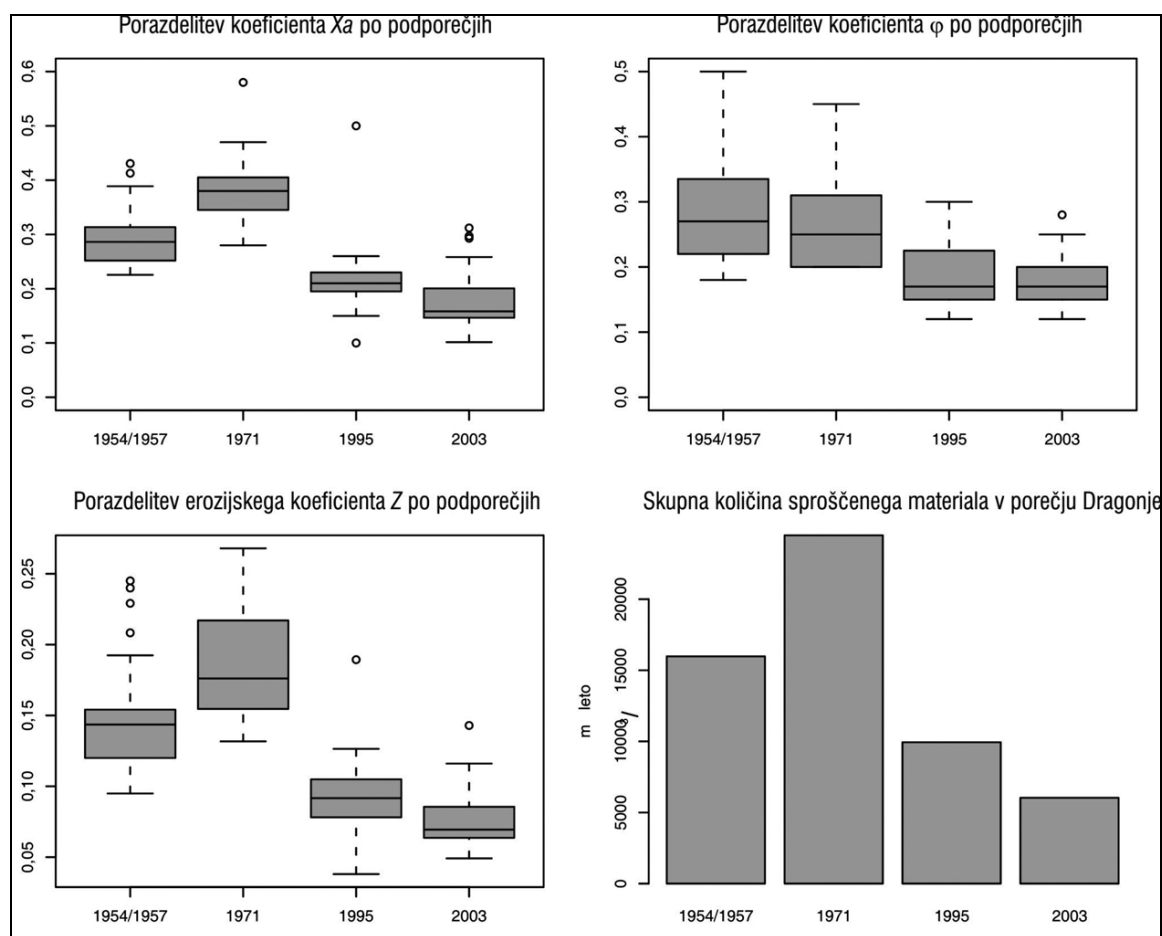 Porazdelitev koeficienta Xa po podporečjih
0,6
0,5
0,4
0,3
0,2
0,1
0,0
1954/1957 1971 1995 2003
Porazdelitev koeficienta φ po podporečjih
0,5
0,4
0,3
0,2
0,1
0,0
1954/1957 1971 1995 2003
Porazdelitev erozijskega koeficienta Z po podporečjih
0,25
0,20
0,15
0,10
0,05
1954/1957 1971 1995 2003
Skupna količina sproščenega materiala v porečju Dragonje
m³/leto
20000
15000
10000
5000
0
1954/1957 1971 1995 2003